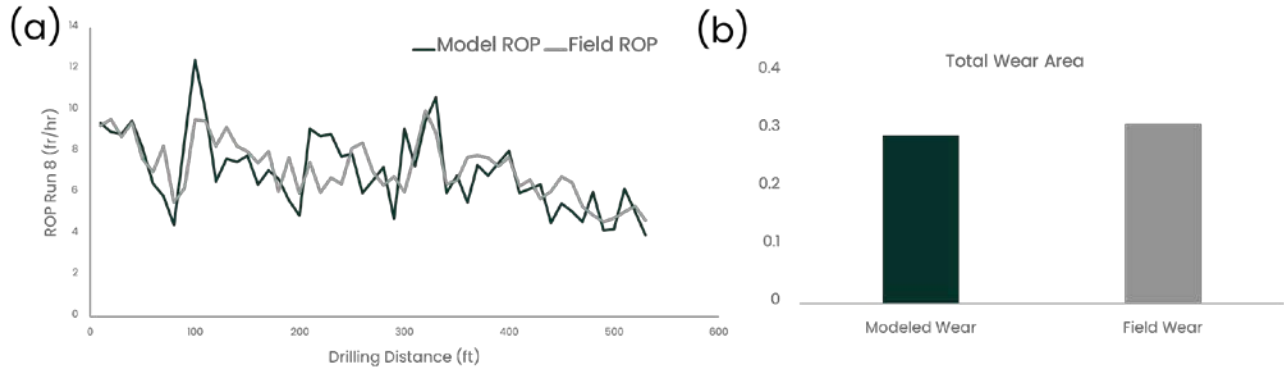 (a)
14
12
10
8
6
4
2
0
ROP Run 8 (fr/hr)
Model ROP Field ROP
0 100 200 300 400 500 600
Drilling Distance (ft)
(b)
Total Wear Area
0.4
0.3
0.2
0.1
0
Modeled Wear Field Wear